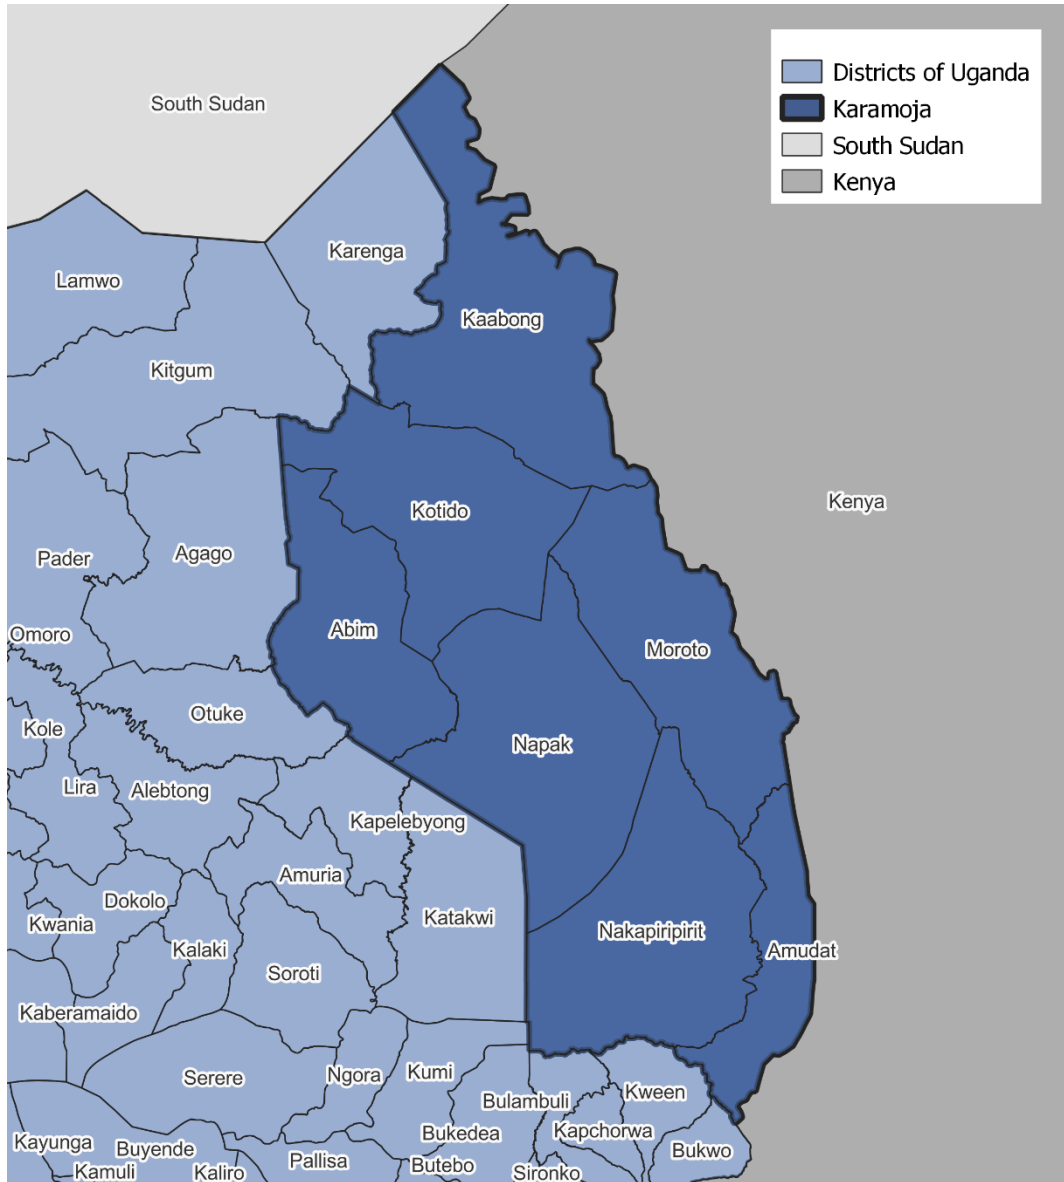 South Sudan
Districts of Uganda
Karamoja
South Sudan
Kenya
Karenga
Lamwo
Kaabong
Kitgum
Kenya
Kotido
Agago
Pader
Abim
Omoro
Moroto
Otuke
Kole
Napak
Lira
Alebtong
Kapelebyong
Amuria
Dokolo
Katakwi
Kwania
Nakapiripirit
Kalaki
Amudat
Soroti
Kaberamaido
Serere
Ngora
Kumi
Kween
Bulambuli
Kapchorwa
Bukedea
Kayunga
Buyende
Bukwo
Pallisa
Butebo
Kamuli
Kaliro
Sironko